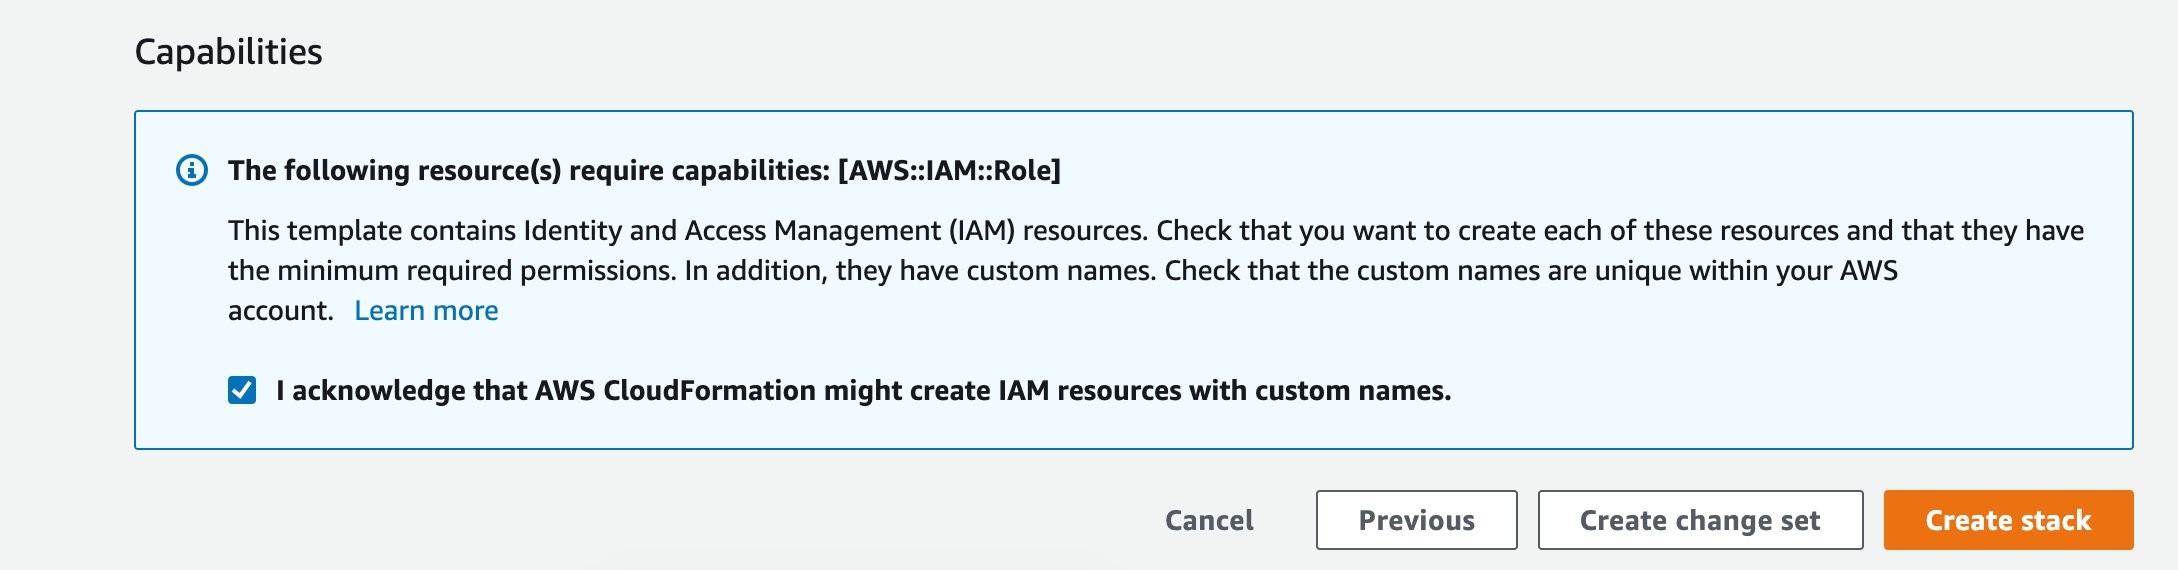 Capabilities
The following resource(s) require capabilities: [AWS::IAM::Role]
This template contains Identity and Access Management (IAM) resources. Check that you want to create each of these resources and that they have
the minimum required permissions. In addition, they have custom names. Check that the custom names are unique within your AWS
account. Learn more
I acknowledge that AWS CloudFormation might create IAM resources with custom names.
Cancel Previous Create change set Create stack